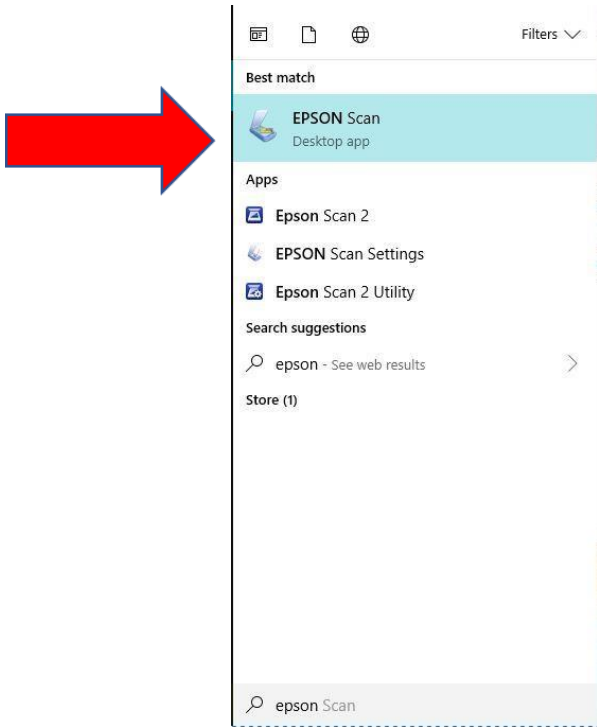 Filters
Best match
EPSON Scan
Desktop app
Apps
Epson Scan 2
EPSON Scan Settings
Epson Scan 2 Utility
Search suggestions
epson - See web results
Store (1)
epson Scan